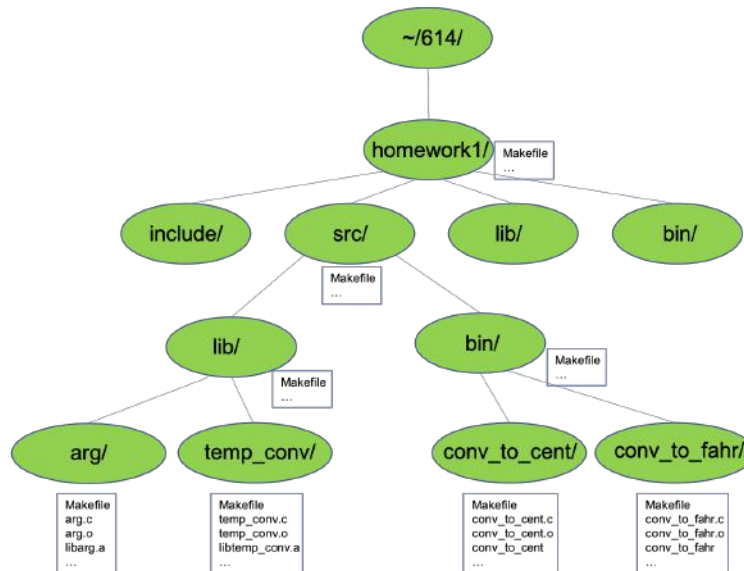 ~/614/
homework1/
Makefile
...
include/
src/
lib/
bin/
Makefile
...
lib/
bin/
Makefile
...
Makefile
...
arg/
temp_conv/
conv_to_cent/
conv_to_fahr/
Makefile
arg.c
arg.o
libarg.a
...
Makefile
temp_conv.c
temp_conv.o
libtemp_conv.a
...
Makefile
conv_to_cent.c
conv_to_cent.o
conv_to_cent
...
Makefile
conv_to_fahr.c
conv_to_fahr.o
conv_to_fahr
...